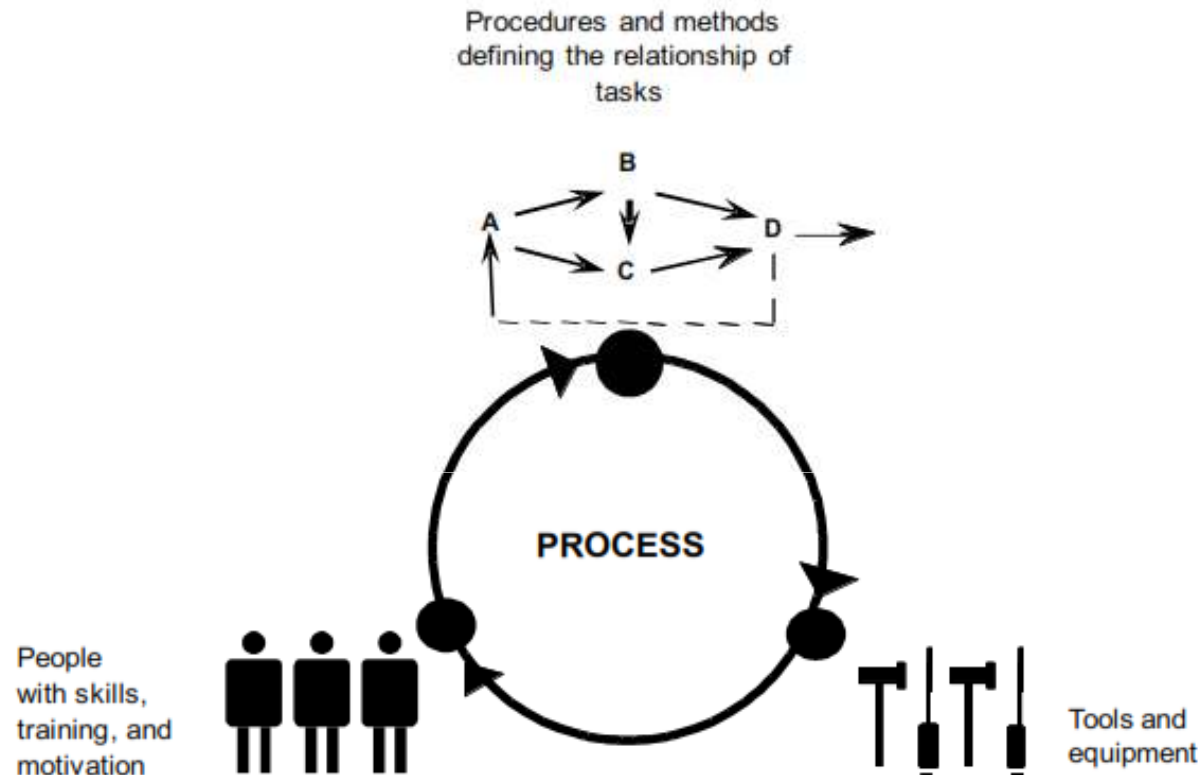 Procedures and methods
defining the relationship of
tasks
B
A
D
C
PROCESS
People
with skills,
training, and
motivation
Tools and
equipment